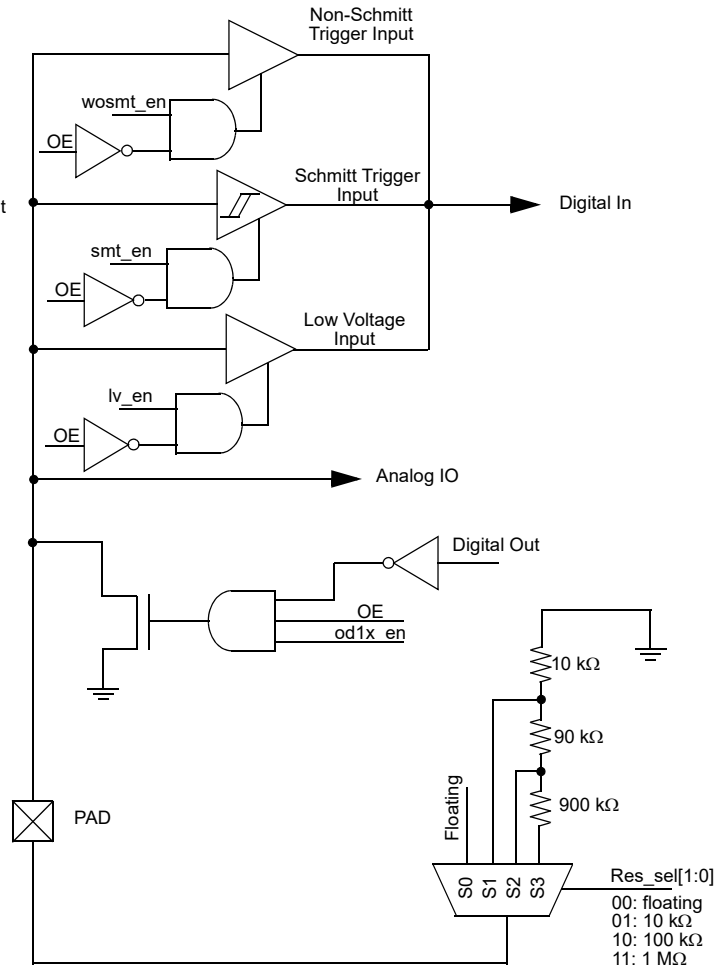 Non-Schmitt
Trigger Input
wosmt_en
OE
Schmitt Trigger
Input
t
Digital In
smt_en
OE
Low Voltage
Input
lv_en
OE
Analog IO
Digital Out
OE
od1x_en
10 kΩ
90 kΩ
900 kΩ
PAD
Floating
S0
S1
S2
S3
Res_sel[1:0]
00: floating
01: 10 kΩ
10: 100 kΩ
11: 1 MΩ